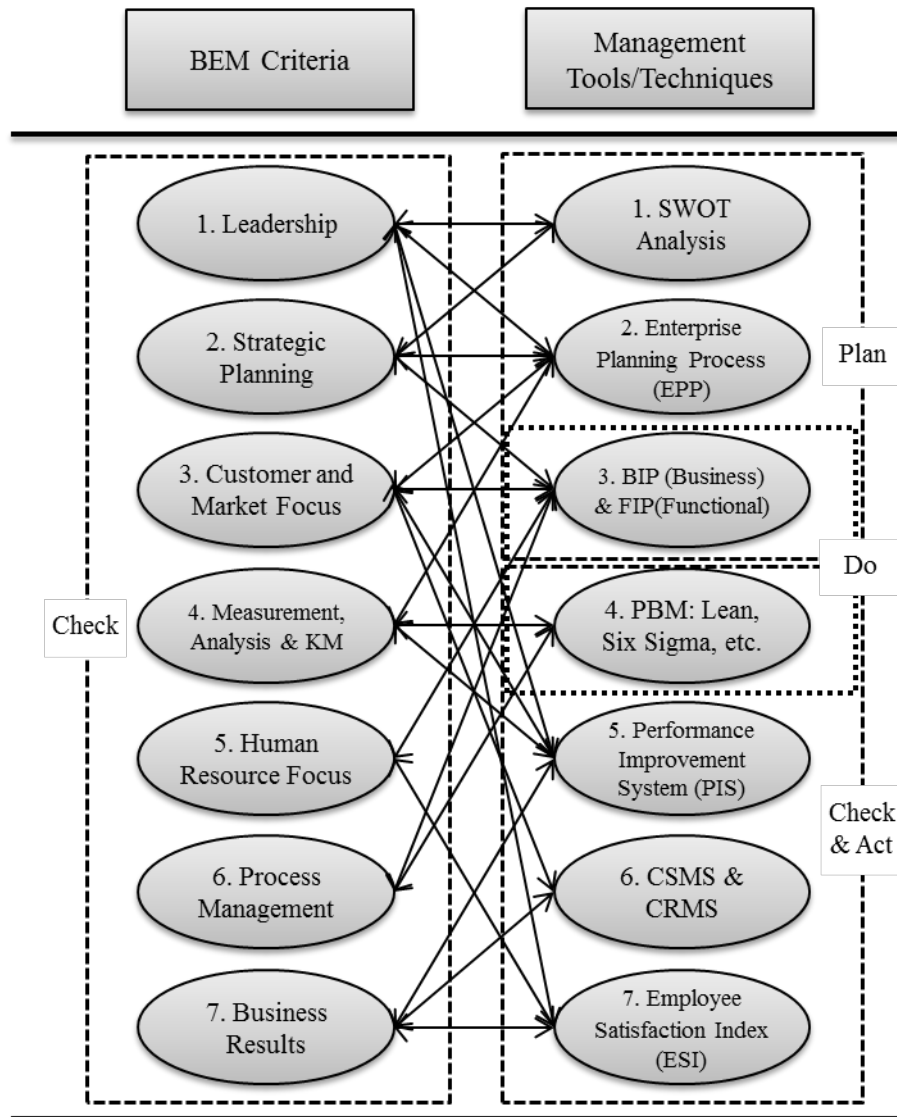 BEM Criteria
Management
Tools/Techniques
1. Leadership
2. Strategic
Planning
3. Customer and
Market Focus
4. Measurement,
Analysis & KM
5. Human
Resource Focus
6. Process
Management
7. Business
Results
Check
1. SWOT
Analysis
2. Enterprise
Planning Process
(EPP)
3. BIP (Business)
& FIP(Functional)
4. PBM: Lean,
Six Sigma, etc.
5. Performance
Improvement
System (PIS)
6. CSMS &
CRMS
7. Employee
Satisfaction Index
(ESI)
Plan
Do
Check
& Act